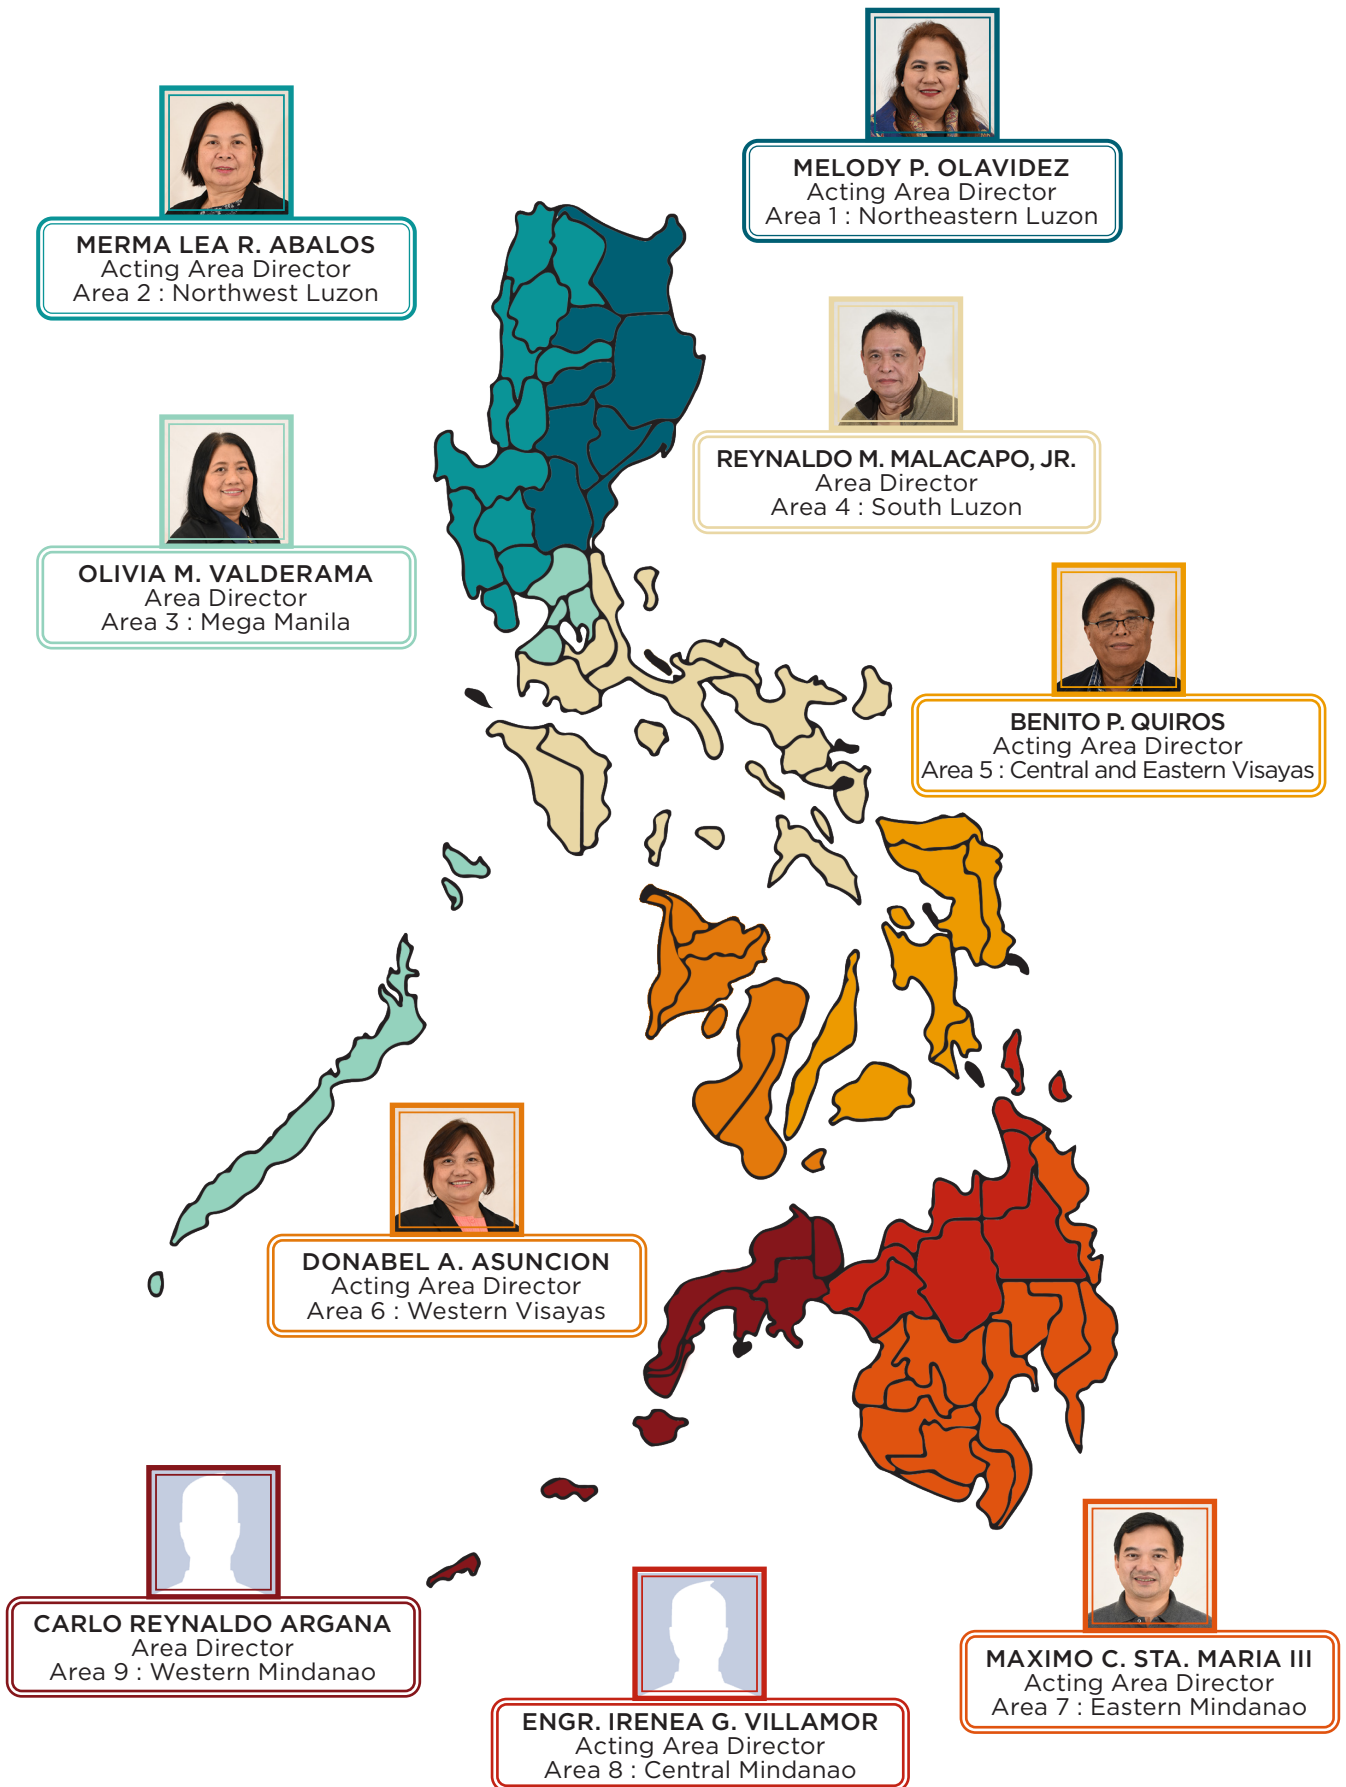 MELODY P. OLAVIDEZ
Acting Area Director
Area 1 : Northeastern Luzon
MERMA LEA R. ABALOS
Acting Area Director
Area 2 : Northwest Luzon
REYNALDO M. MALACAPO, JR.
Area Director
Area 4 : South Luzon
OLIVIA M. VALDERAMA
Area Director
Area 3 : Mega Manila
BENITO P. QUIROS
Acting Area Director
Area 5 : Central and Eastern Visayas
DONABEL A. ASUNCION
Acting Area Director
Area 6 : Western Visayas
CARLO REYNALDO ARGANA
Area Director
Area 9 : Western Mindanao
ENGR. IRENEA G. VILLAMOR
Acting Area Director
Area 8 : Central Mindanao
MAXIMO C. STA. MARIA III
Acting Area Director
Area 7 : Eastern Mindanao